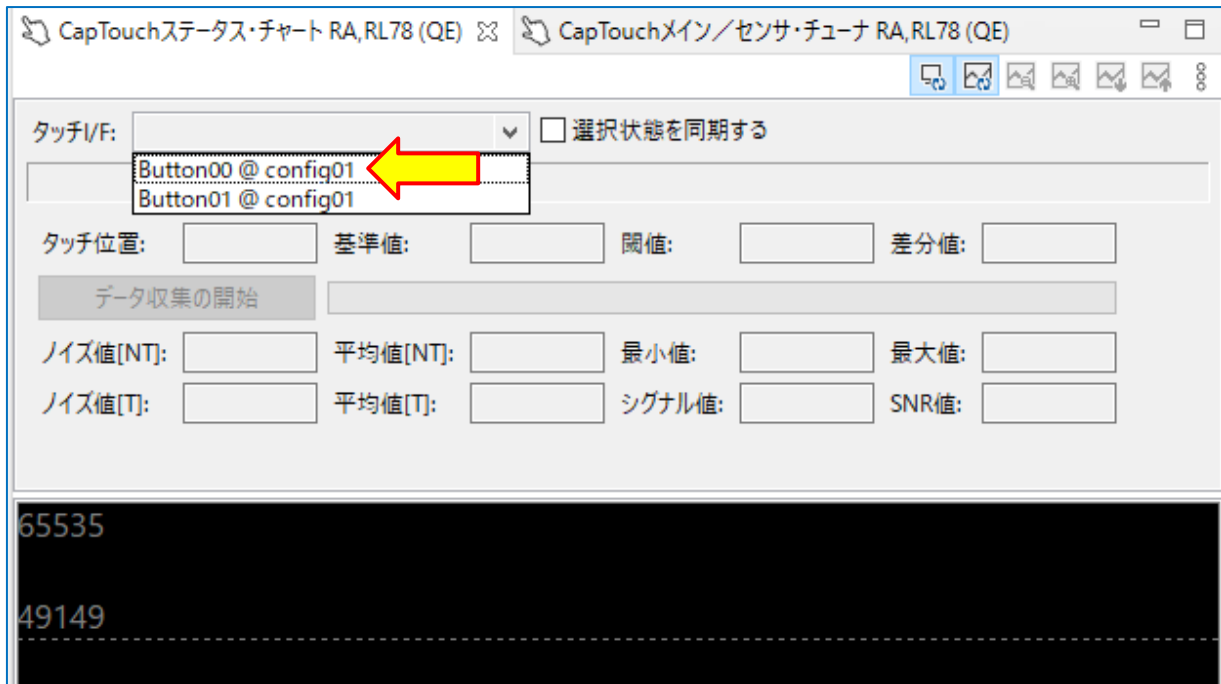 CapTouchステータス・チャート RA,RL78 (QE) CapTouchメイン／センサ・チューナ RA,RL78 (QE)
タッチI/F: 選択状態を同期する
Button00 @ config01
Button01 @ config01
タッチ位置: 基準値: 閾値: 差分値:
データ収集の開始
ノイズ値[NT]: 平均値[NT]: 最小値: 最大値:
ノイズ値[T]: 平均値[T]: シグナル値: SNR値:
65535
49149